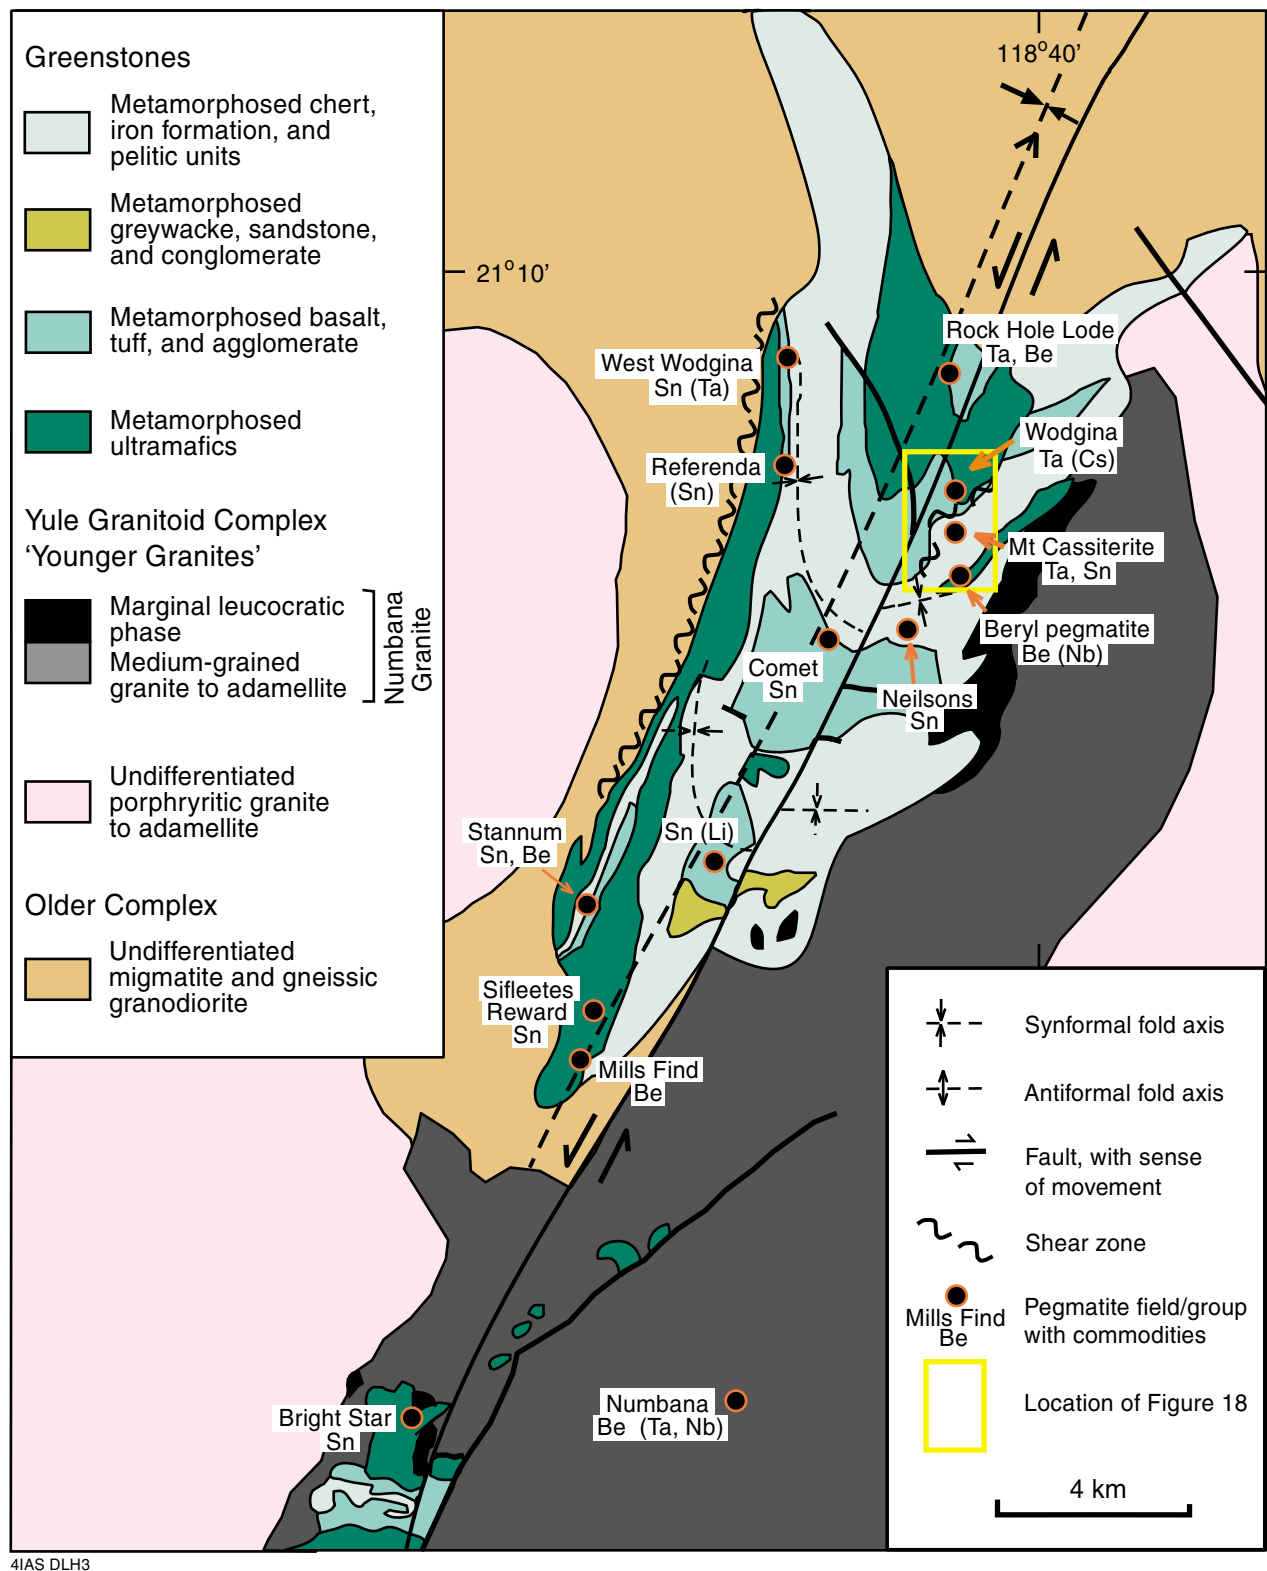 Greenstones
Metamorphosed chert,
iron formation, and
pelitic units
Metamorphosed
greywacke, sandstone,
and conglomerate
Metamorphosed basalt,
tuff, and agglomerate
Metamorphosed
ultramafics
Yule Granitoid Complex
‘Younger Granites’
Marginal leucocratic
phase
Medium-grained
granite to adamellite
Numbana
Granite
Undifferentiated
porphryritic granite
to adamellite
Older Complex
Undifferentiated
migmatite and gneissic
granodiorite
118°40’
21°10’
Rock Hole Lode
Ta, Be
West Wodgina
Sn (Ta)
Wodgina
Ta (Cs)
Referenda
(Sn)
Mt Cassiterite
Ta, Sn
Beryl pegmatite
Be (Nb)
Comet
Sn
Neilsons
Sn
Stannum
Sn, Be
Sn (Li)
Sifleetes
Reward
Sn
Mills Find
Be
Bright Star
Sn
Numbana
Be (Ta, Nb)
Synformal fold axis
Antiformal fold axis
Fault, with sense
of movement
Shear zone
Mills Find
Be
Pegmatite field/group
with commodities
Location of Figure 18
4 km
4IAS DLH3